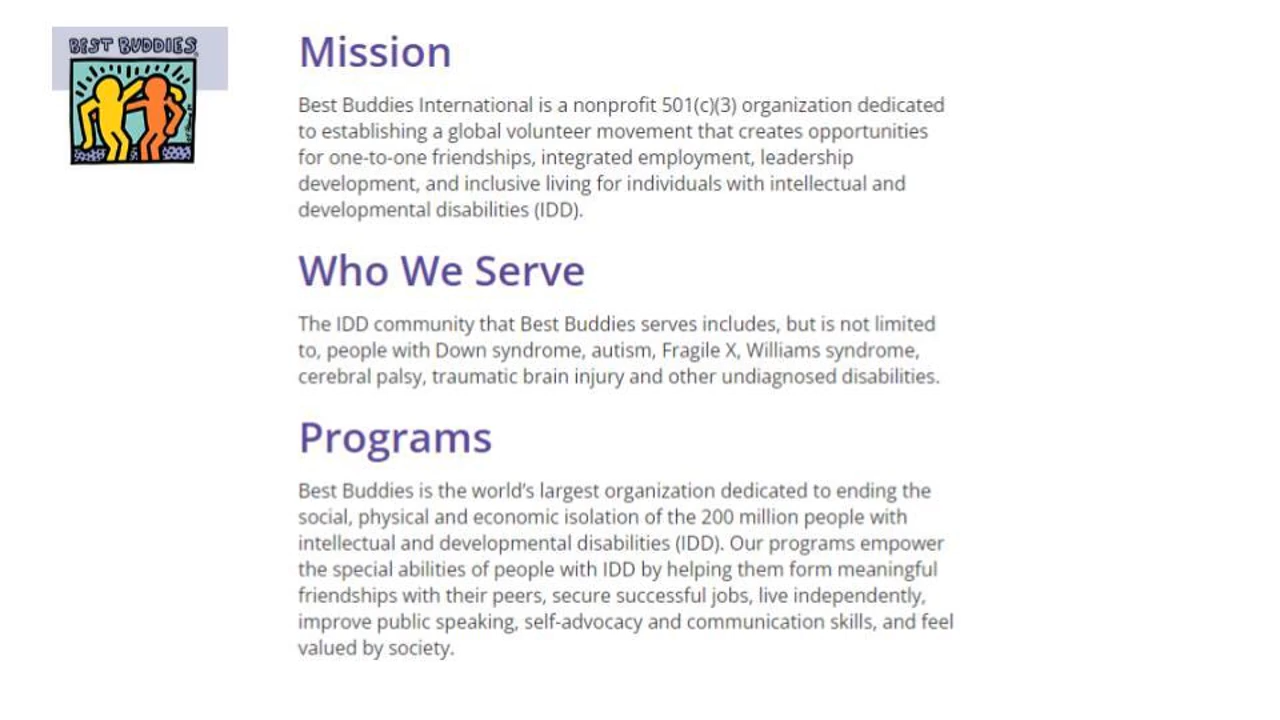 BEST BUDDIES
Mission
Best Buddies International is a nonprofit 501(c)(3) organization dedicated
to establishing a global volunteer movement that creates opportunities
for one-to-one friendships, integrated employment, leadership
development, and inclusive living for individuals with intellectual and
developmental disabilities (IDD).
Who We Serve
The IDD community that Best Buddies serves includes, but is not limited
to, people with Down syndrome, autism, Fragile X, Williams syndrome,
cerebral palsy, traumatic brain injury and other undiagnosed disabilities.
Programs
Best Buddies is the world’s largest organization dedicated to ending the
social, physical and economic isolation of the 200 million people with
intellectual and developmental disabilities (IDD). Our programs empower
the special abilities of people with IDD by helping them form meaningful
friendships with their peers, secure successful jobs, live independently,
improve public speaking, self-advocacy and communication skills, and feel
valued by society.